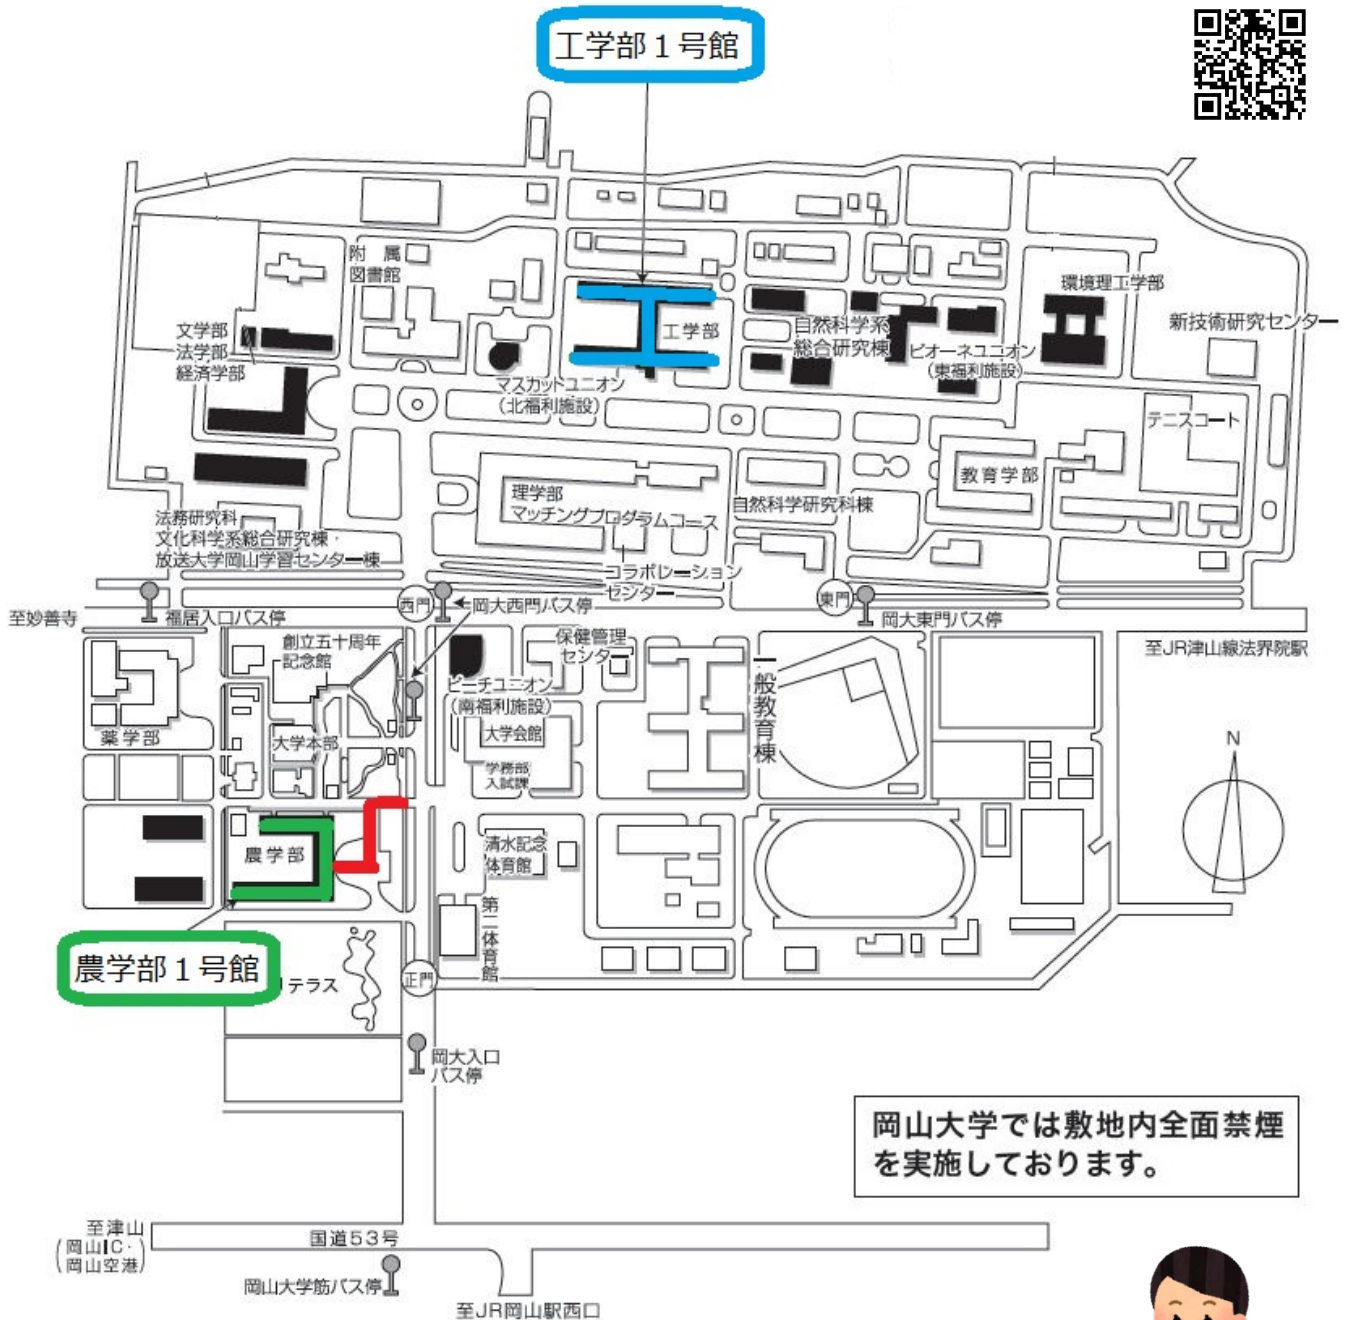 工学部１号館
附 属
図書館
環境理工学部
新技術研究センター
文学部
法学部
経済学部
工学部
自然科学系
総合研究棟
ピオーネユニオン
（東福利施設）
マスカットユニオン
（北福利施設）
テニスコート
教育学部
理学部
マッチングプログラムコース
自然科学研究科棟
法務研究科
文化科学系総合研究棟・
放送大学岡山学習センター棟
コラボレーション
センター
西門
岡大西門バス停
東門
岡大東門バス停
至妙善寺
福居入口バス停
至JR津山線法界院駅
創立五十周年
記念館
保健管理
センター
ピーチユニオン
（南福利施設）
一般教育棟
薬学部
大学本部
大学会館
学務部
入試課
N
農学部
清水記念
体育館
第二体育館
農学部１号館
テラス
正門
岡大入口
バス停
岡山大学では敷地内全面禁煙
を実施しております。
至津山
（岡山IC・
岡山空港）
国道53号
岡山大学筋バス停
至JR岡山駅西口